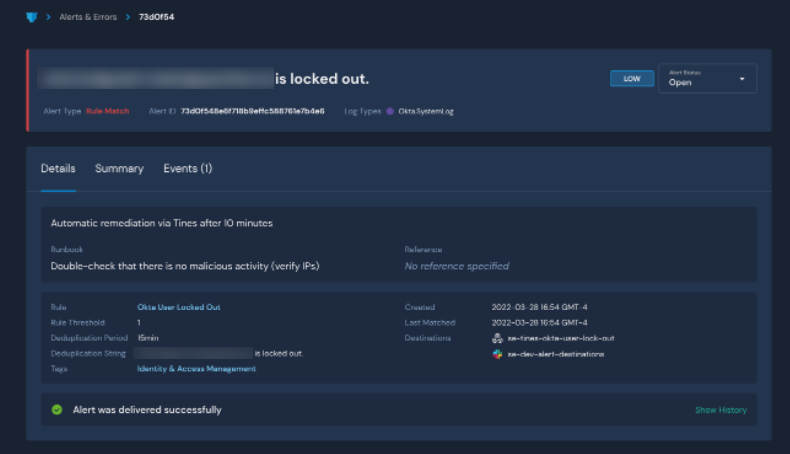 Alerts & Errors > 73d0f54
is locked out.
LOW
Alert Status
Open
Alert Type Rule Match Alert ID 73d0f548e6f718b9effc588761e7b4e6 Log Types Okta.SystemLog
Details Summary Events (1)
Automatic remediation via Tines after 10 minutes
Runbook
Double-check that there is no malicious activity (verify IPs)
Reference
No reference specified
Rule Okta User Locked Out
Rule Threshold 1
Deduplication Period 15min
Deduplication String is locked out.
Tags Identity & Access Management
Created 2022-03-28 16:54 GMT-4
Last Matched 2022-03-28 16:54 GMT-4
Destinations se-tines-okta-user-lock-out
se-dev-alert-destinations
Alert was delivered successfully
Show History